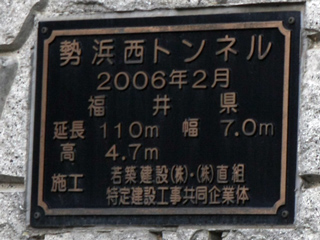 勢浜西トンネル
2006年2月
福井県
延長 110m 幅 7.0m
高 4.7m
施工 若築建設(株)・(株)直組
特定建設工事共同企業体